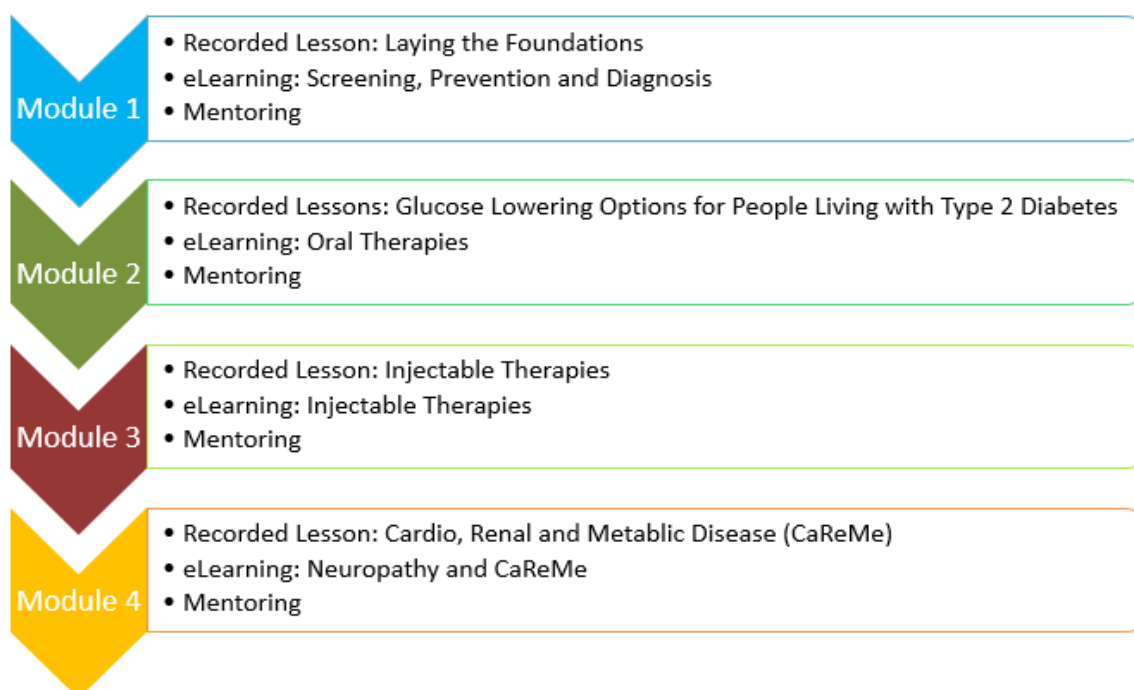 Module 1
• Recorded Lesson: Laying the Foundations
• eLearning: Screening, Prevention and Diagnosis
• Mentoring
Module 2
• Recorded Lessons: Glucose Lowering Options for People Living with Type 2 Diabetes
• eLearning: Oral Therapies
• Mentoring
Module 3
• Recorded Lesson: Injectable Therapies
• eLearning: Injectable Therapies
• Mentoring
Module 4
• Recorded Lesson: Cardio, Renal and Metablic Disease (CaReMe)
• eLearning: Neuropathy and CaReMe
• Mentoring